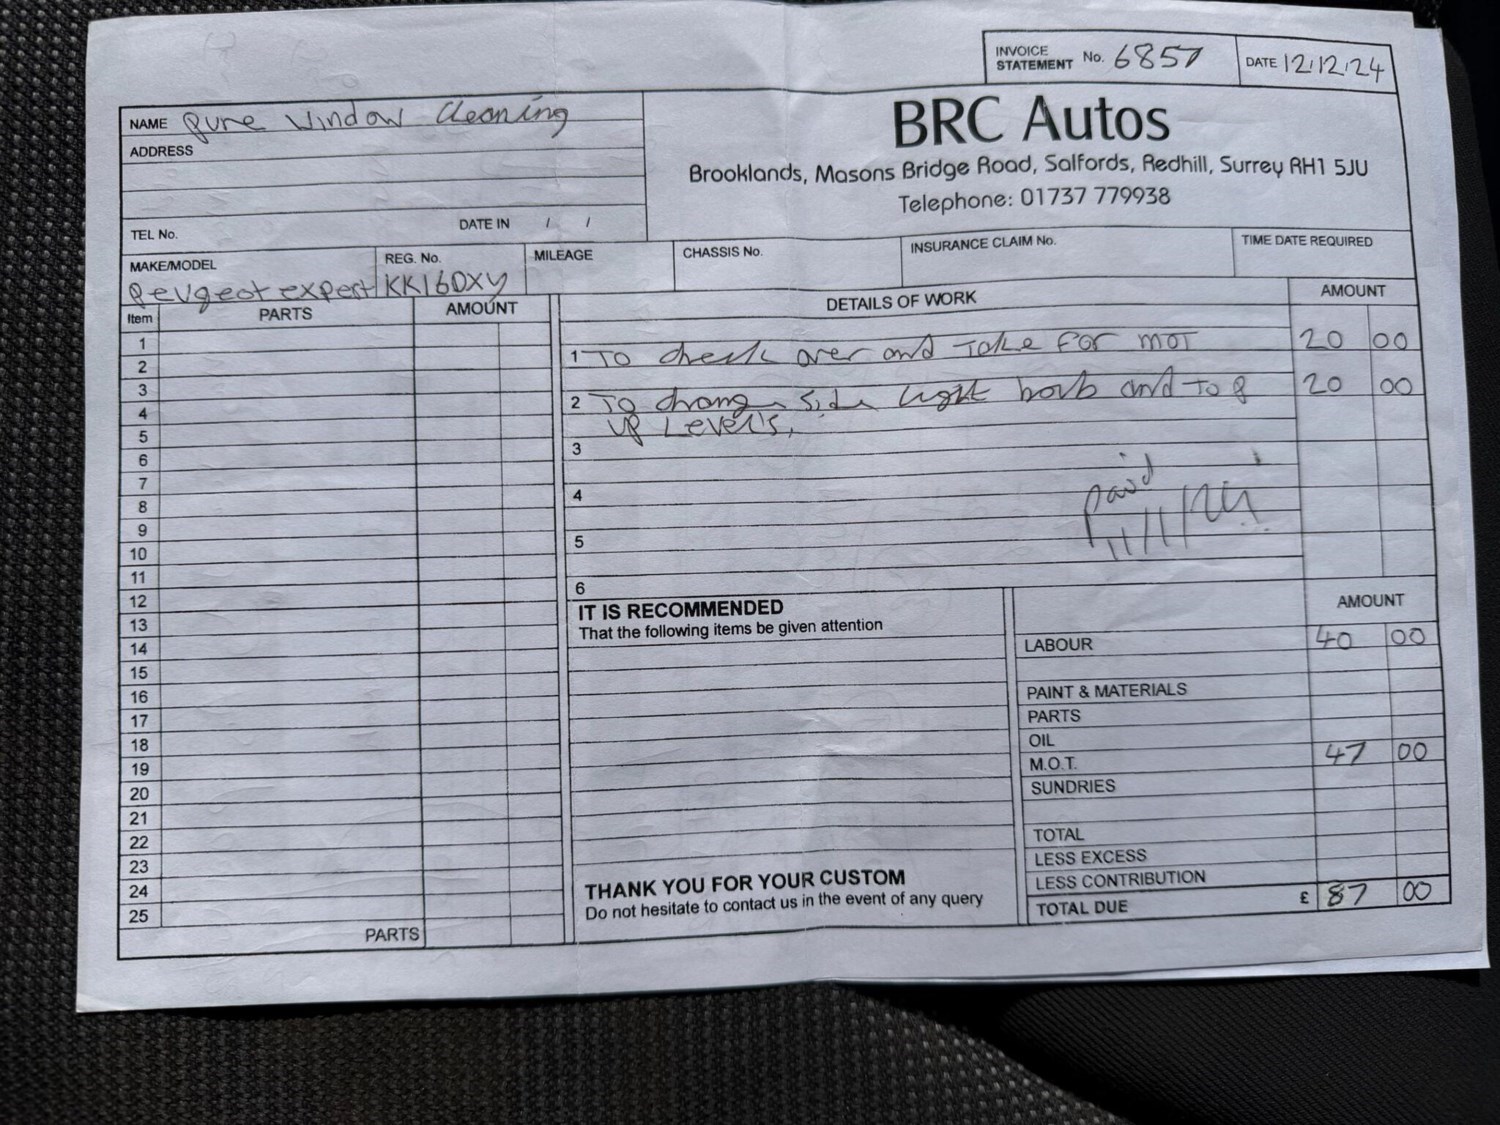 INVOICE
STATEMENT No. 6857 DATE 12/12/24
NAME pure window cleaning
ADDRESS
BRC Autos
Brooklands, Masons Bridge Road, Salfords, Redhill, Surrey RH1 5JU
Telephone: 01737 779938
TEL No. DATE IN / /
MAKE/MODEL REG. No. MILEAGE CHASSIS No. INSURANCE CLAIM No. TIME DATE REQUIRED
Peugeot expert KK16DXY
Item PARTS AMOUNT DETAILS OF WORK AMOUNT
1
2
3
4
5
6
7
8
9
10
11
12
13
14
15
16
17
18
19
20
21
22
23
24
25
PARTS
1 To check over and take for mot 20 00
2 To change side light boub and to p 20 00
up Level's,
3
4
paid
5
6
IT IS RECOMMENDED
That the following items be given attention
THANK YOU FOR YOUR CUSTOM
Do not hesitate to contact us in the event of any query
AMOUNT
LABOUR 40 00
PAINT & MATERIALS
PARTS
OIL
M.O.T. 47 00
SUNDRIES
TOTAL
LESS EXCESS
LESS CONTRIBUTION
TOTAL DUE £ 87 00